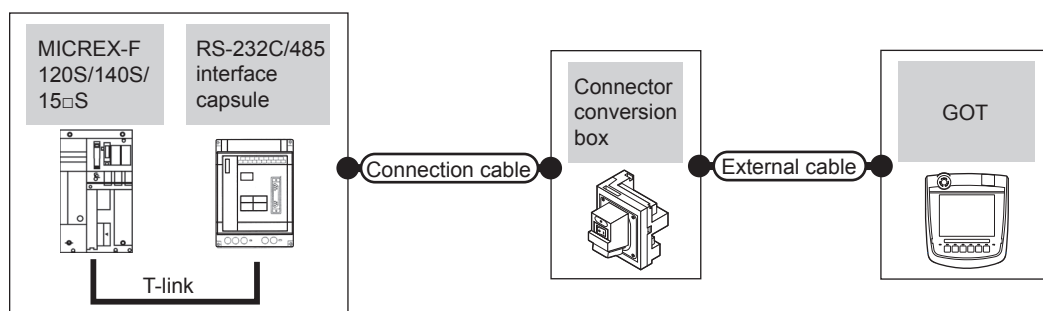 MICREX-F
120S/140S/
15□S
RS-232C/485
interface
capsule
T-link
Connection cable
Connector
conversion
box
External cable
GOT